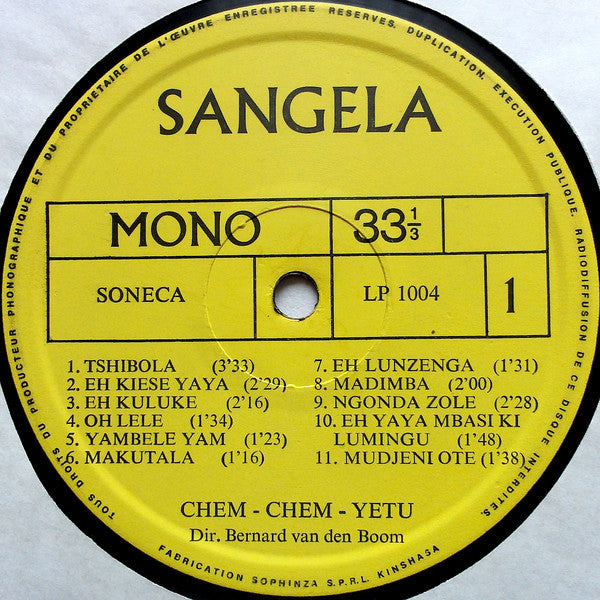 TOUS DROITS DU PRODUCTEUR PHONOGRAPHIQUE ET DU PROPRIETAIRE DE L'ŒUVRE ENREGISTREE RESERVES. DUPLICATION. EXECUTION PUBLIQUE. RADIODIFFUSION DE CE DISQUE INTERDITES.
SANGELA
MONO 33⅓
SONECA LP 1004 1
1. TSHIBOLA (3'33)
2. EH KIESE YAYA (2'29)
3. EH KULUKE (2'16)
4. OH LELE (1'34)
5. YAMBELE YAM (1'23)
6. MAKUTALA (1'16)
7. EH LUNZENGA (1'31)
8. MADIMBA (2'00)
9. NGONDA ZOLE (2'28)
10. EH YAYA MBASI KI
LUMINGU (1'48)
11. MUDJENI OTE (1'38)
CHEM - CHEM - YETU
Dir. Bernard van den Boom
FABRICATION SOPHINZA S.P.R.L. KINSHASA